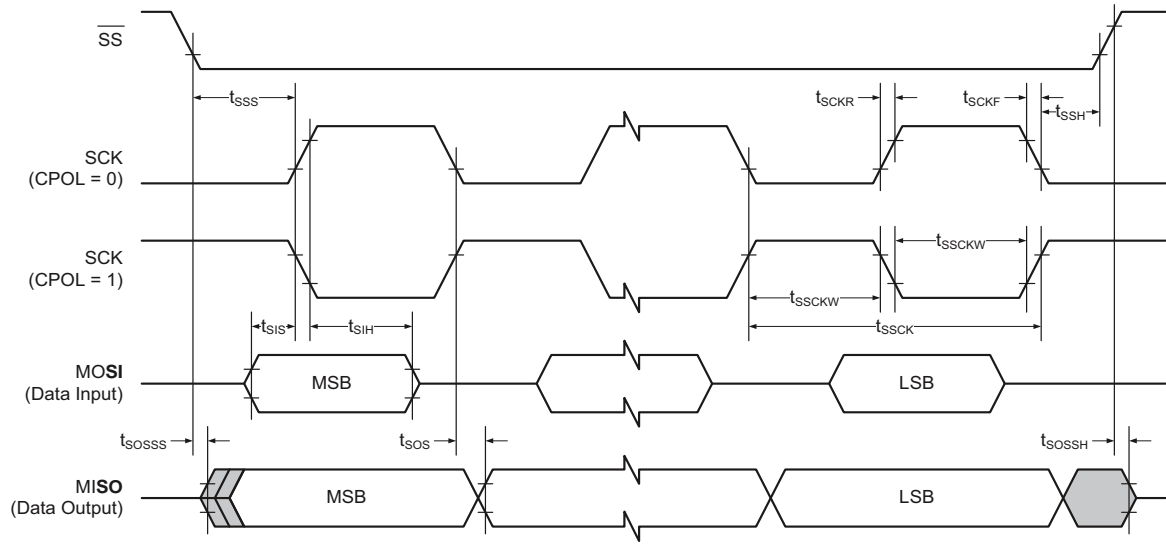 SS
tSSS
tSCKR
tSCKF
tSSH
SCK
(CPOL = 0)
SCK
(CPOL = 1)
tSSCKW
tSSCKW
tSIS
tSIH
tSSCK
MOSI
(Data Input)
MSB
LSB
tSOSSS
tSOS
tSOSSH
MISO
(Data Output)
MSB
LSB